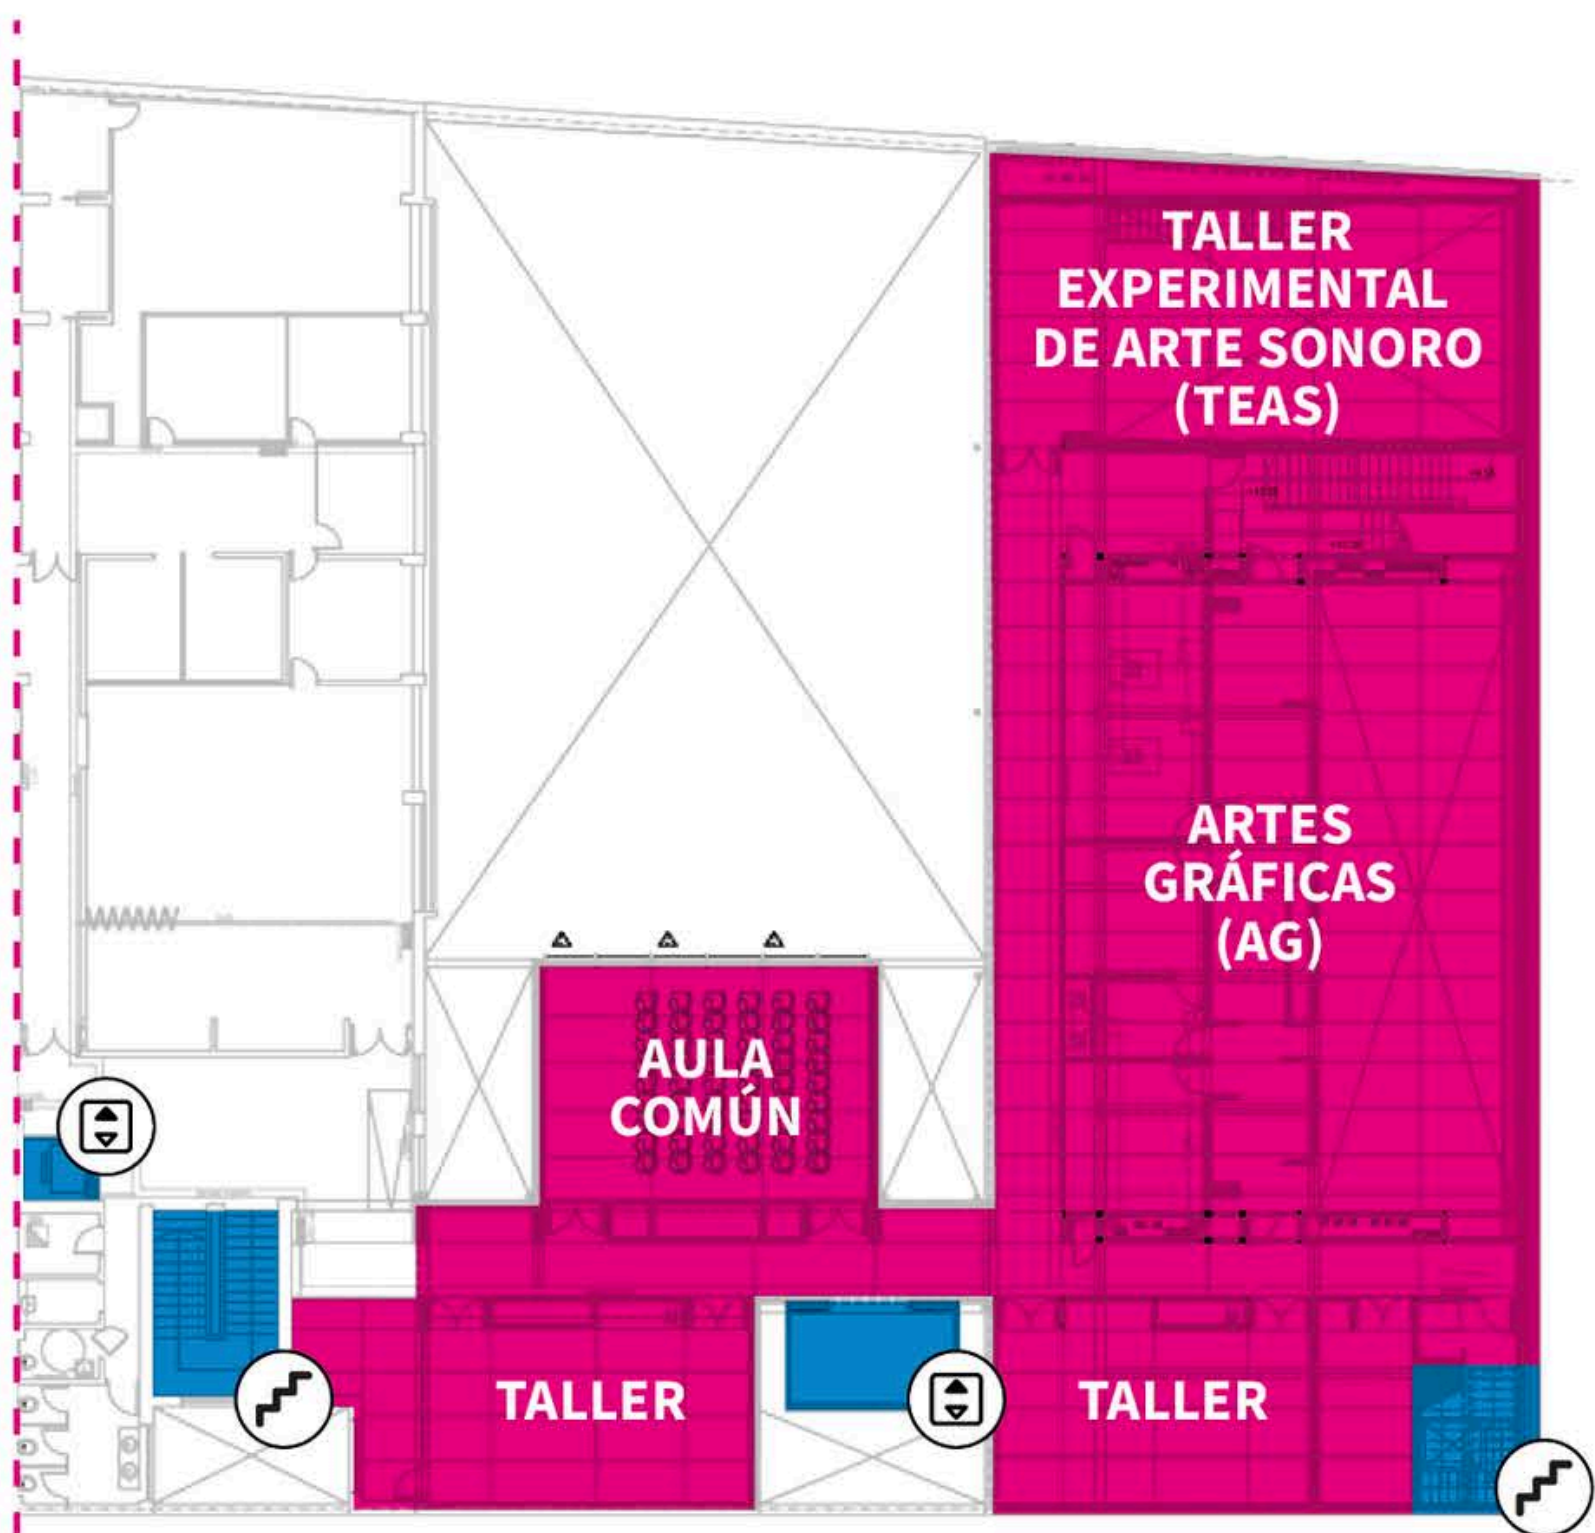 TALLER
EXPERIMENTAL
DE ARTE SONORO
(TEAS)
ARTES
GRÁFICAS
(AG)
AULA
COMÚN
TALLER
TALLER